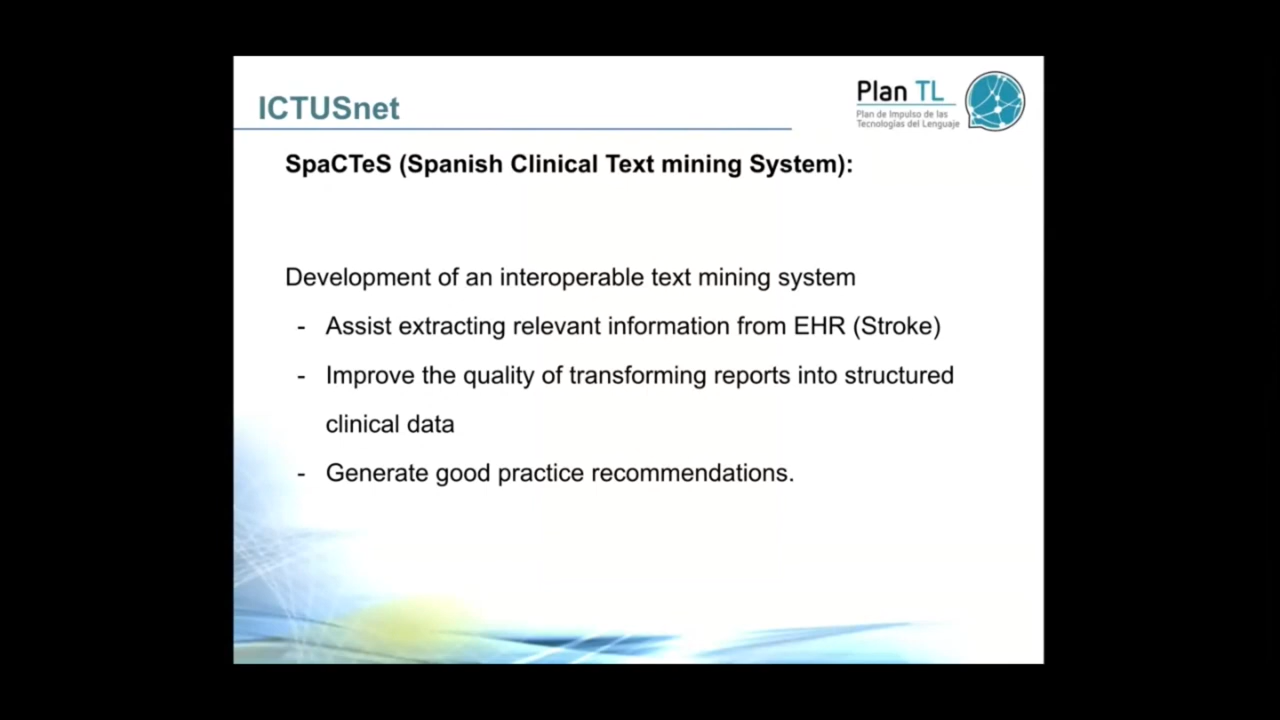 ICTUSnet
Plan TL
Plan de Impulso de las
Tecnologías del Lenguaje
SpaCTeS (Spanish Clinical Text mining System):
Development of an interoperable text mining system
- Assist extracting relevant information from EHR (Stroke)
- Improve the quality of transforming reports into structured
clinical data
- Generate good practice recommendations.